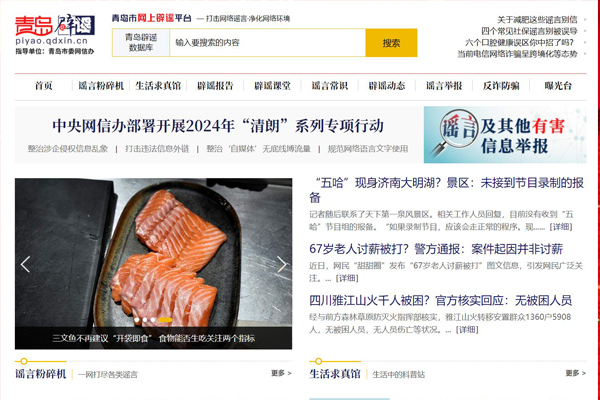 青岛辟谣
piyao.qdxin.cn
指导单位：青岛市委网信办
青岛市网上辟谣平台 — 打击网络谣言·净化网络环境
青岛辟谣
数据库
输入要搜索的内容
搜索
关于减肥这些谣言别信
四个常见社保谣言别被误导
六个口腔健康误区你中招了吗？
当前电信网络诈骗呈跨境化等态势
首页 谣言粉碎机 生活求真馆 辟谣报告 辟谣课堂 谣言常识 辟谣动态 谣言举报 反诈防骗 曝光台
中央网信办部署开展2024年“清朗”系列专项行动
整治涉企侵权信息乱象 | 打击违法信息外链 | 整治‘自媒体’无底线博流量 | 规范网络语言文字使用
谣言及其他有害
信息举报
三文鱼不再建议“开袋即食” 食物能否生吃关注两个指标
“五哈”现身济南大明湖？景区：未接到节目录制的报
备
记者随后联系了天下第一泉风景区。相关工作人员回复，目前没有收到“五
哈”节目组的报备。“如果录制节目，应该会走正常的程序。现... [详细]
67岁老人讨薪被打？警方通报：案件起因并非讨薪
近日，网民“甜甜圈”发布“67岁老人讨薪被打”图文信息，引发网民广泛关
注。... [详细]
四川雅江山火千人被困？官方核实回应：无被困人员
经与前方森林草原防灭火指挥部核实，雅江山火转移安置群众1360户5908
人，无被困人员，无人员伤亡等状况。... [详细]
谣言粉碎机 一网打尽各类谣言 更多 >
生活求真馆 生活中的科普站 更多 >